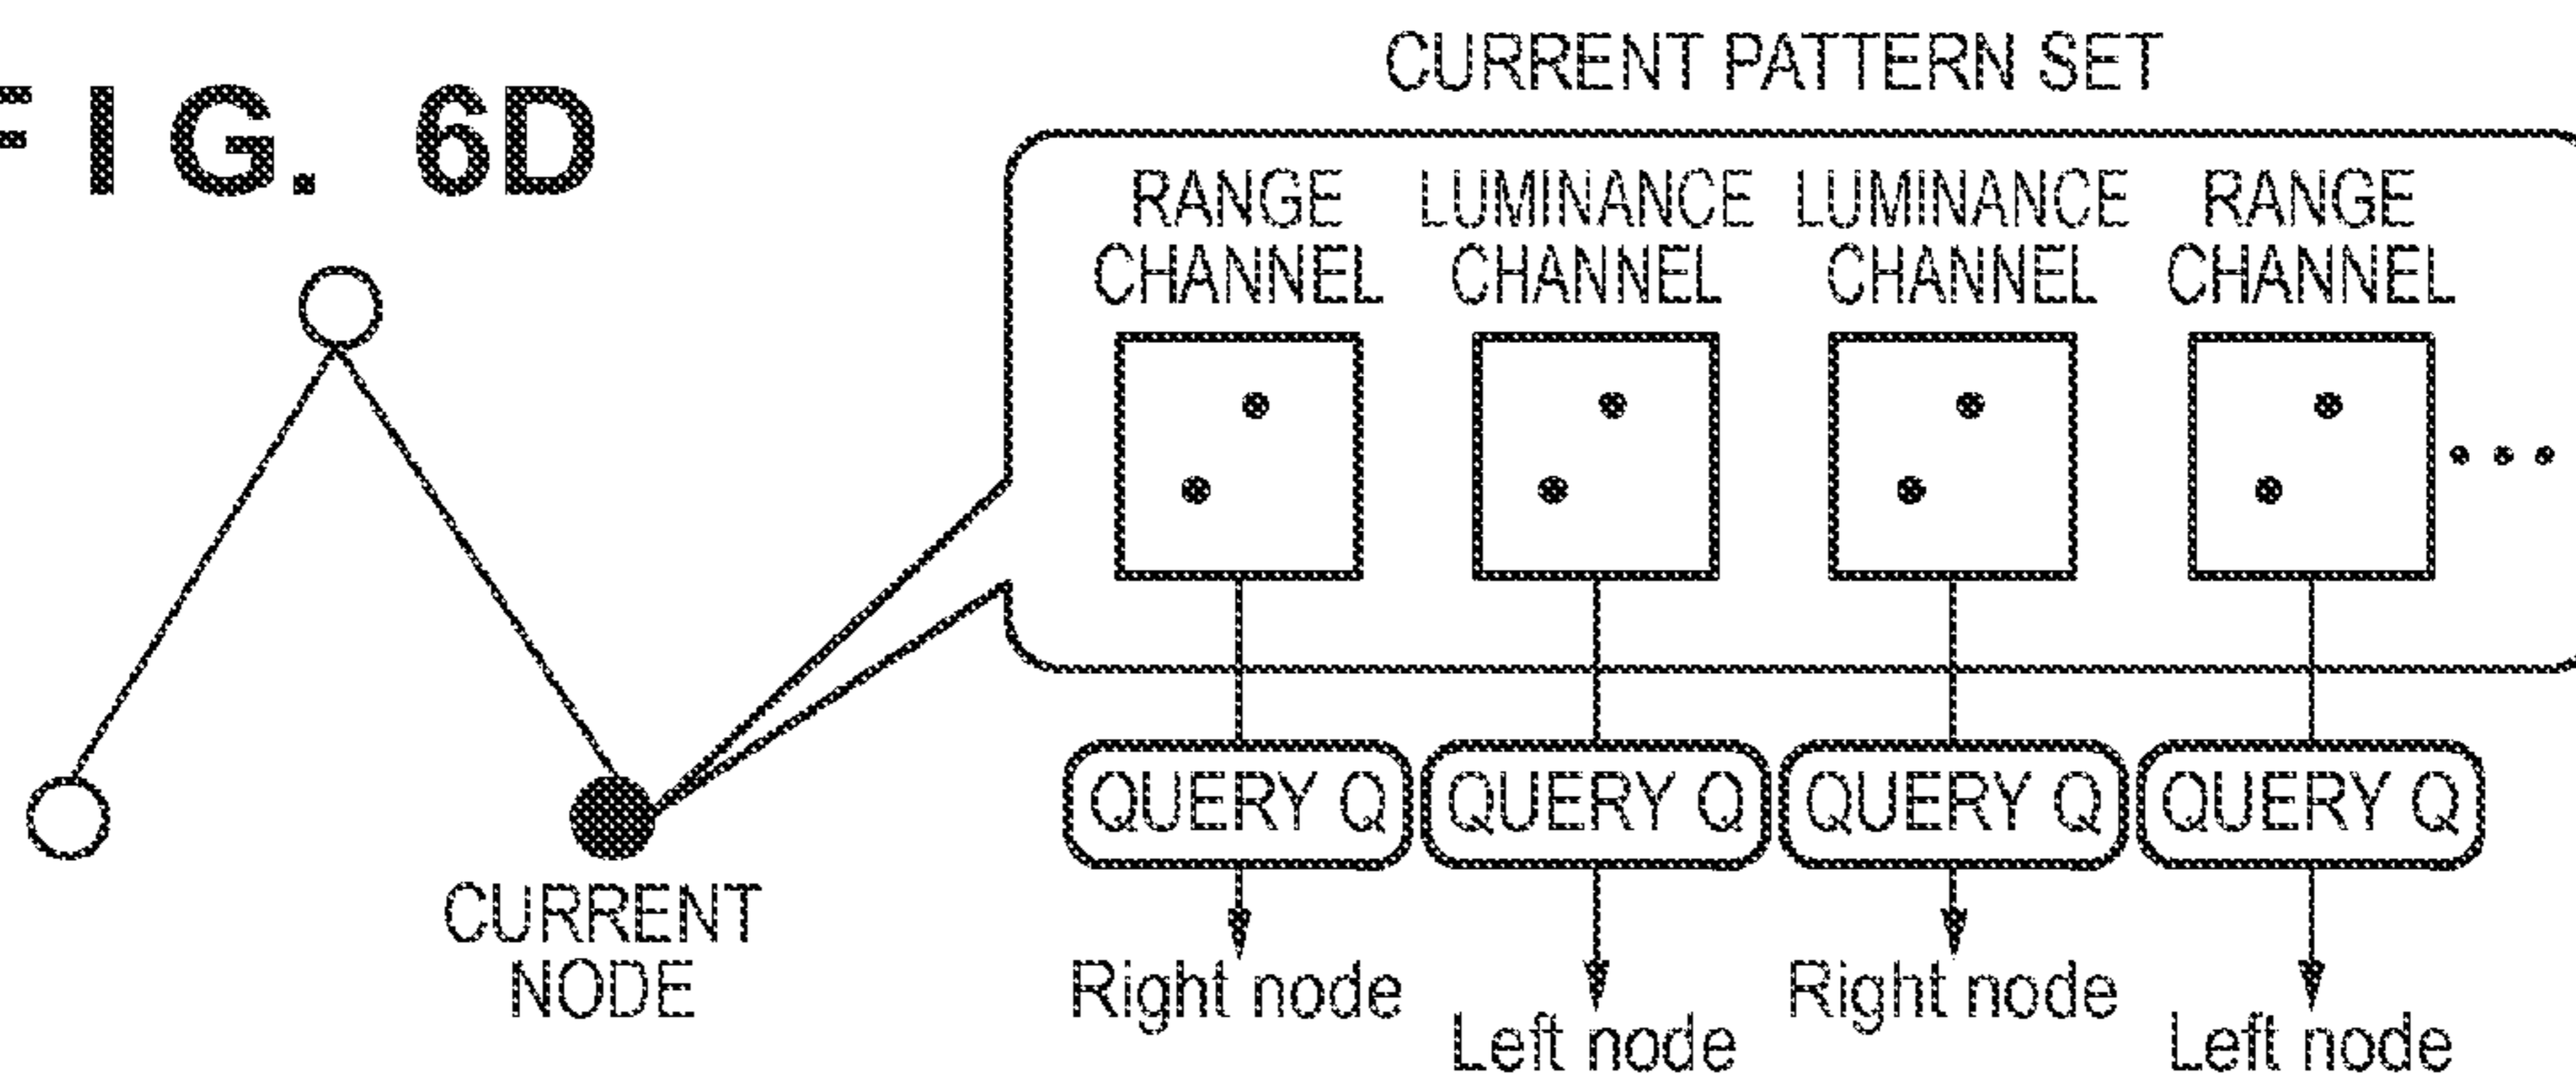 FIG. 6D
CURRENT PATTERN SET
RANGE CHANNEL
LUMINANCE CHANNEL
LUMINANCE CHANNEL
RANGE CHANNEL
QUERY Q
QUERY Q
QUERY Q
QUERY Q
CURRENT NODE
Right node
Left node
Right node
Left node